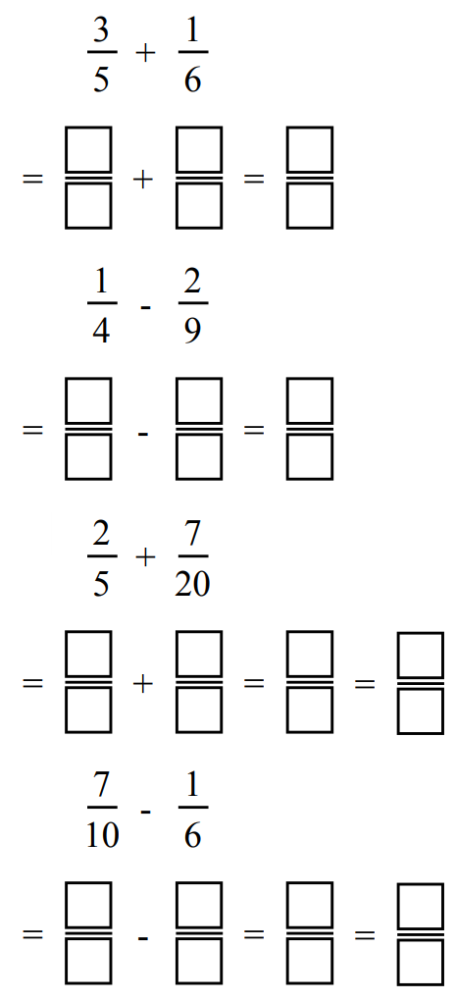 3/5 + 1/6
= □/□ + □/□ = □/□
1/4 - 2/9
= □/□ - □/□ = □/□
2/5 + 7/20
= □/□ + □/□ = □/□ = □/□
7/10 - 1/6
= □/□ - □/□ = □/□ = □/□